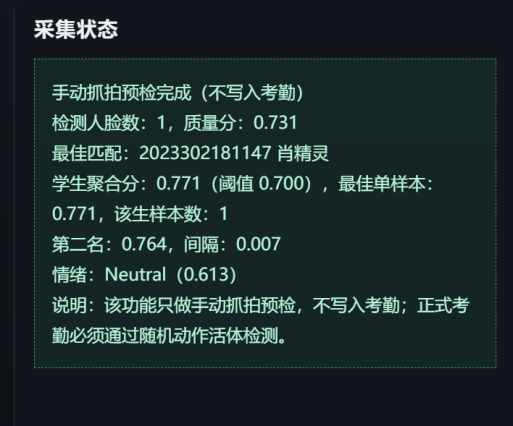 采集状态
手动抓拍预检完成（不写入考勤）
检测人脸数：1，质量分：0.731
最佳匹配：2023302181147 肖精灵
学生聚合分：0.771（阈值 0.700），最佳单样本：
0.771，该生样本数：1
第二名：0.764，间隔：0.007
情绪：Neutral（0.613）
说明：该功能只做手动抓拍预检，不写入考勤；正式考
勤必须通过随机动作活体检测。